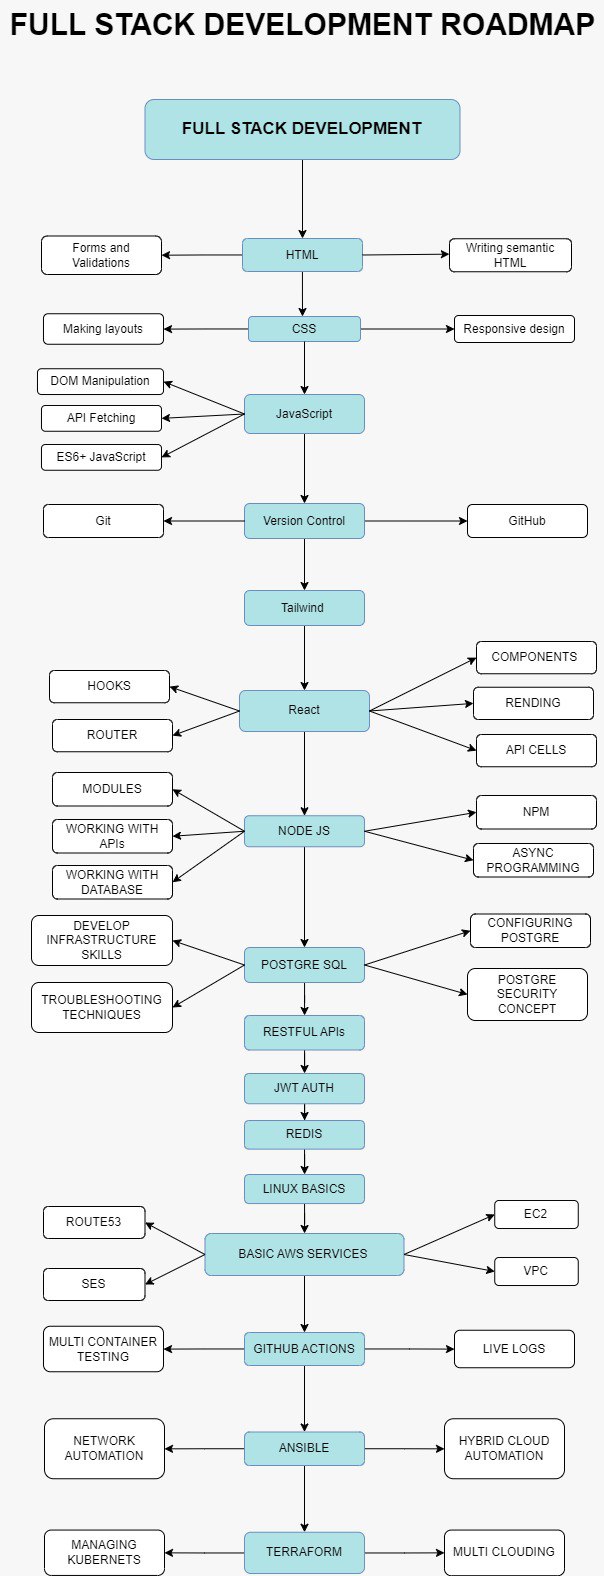 FULL STACK DEVELOPMENT ROADMAP
FULL STACK DEVELOPMENT
Forms and
Validations
HTML
Writing semantic
HTML
Making layouts
CSS
Responsive design
DOM Manipulation
API Fetching
ES6+ JavaScript
JavaScript
Git
Version Control
GitHub
Tailwind
HOOKS
ROUTER
React
COMPONENTS
RENDING
API CELLS
MODULES
WORKING WITH
APIs
WORKING WITH
DATABASE
NODE JS
NPM
ASYNC
PROGRAMMING
DEVELOP
INFRASTRUCTURE
SKILLS
TROUBLESHOOTING
TECHNIQUES
POSTGRE SQL
CONFIGURING
POSTGRE
POSTGRE
SECURITY
CONCEPT
RESTFUL APIs
JWT AUTH
REDIS
LINUX BASICS
ROUTE53
SES
BASIC AWS SERVICES
EC2
VPC
MULTI CONTAINER
TESTING
GITHUB ACTIONS
LIVE LOGS
NETWORK
AUTOMATION
ANSIBLE
HYBRID CLOUD
AUTOMATION
MANAGING
KUBERNETS
TERRAFORM
MULTI CLOUDING